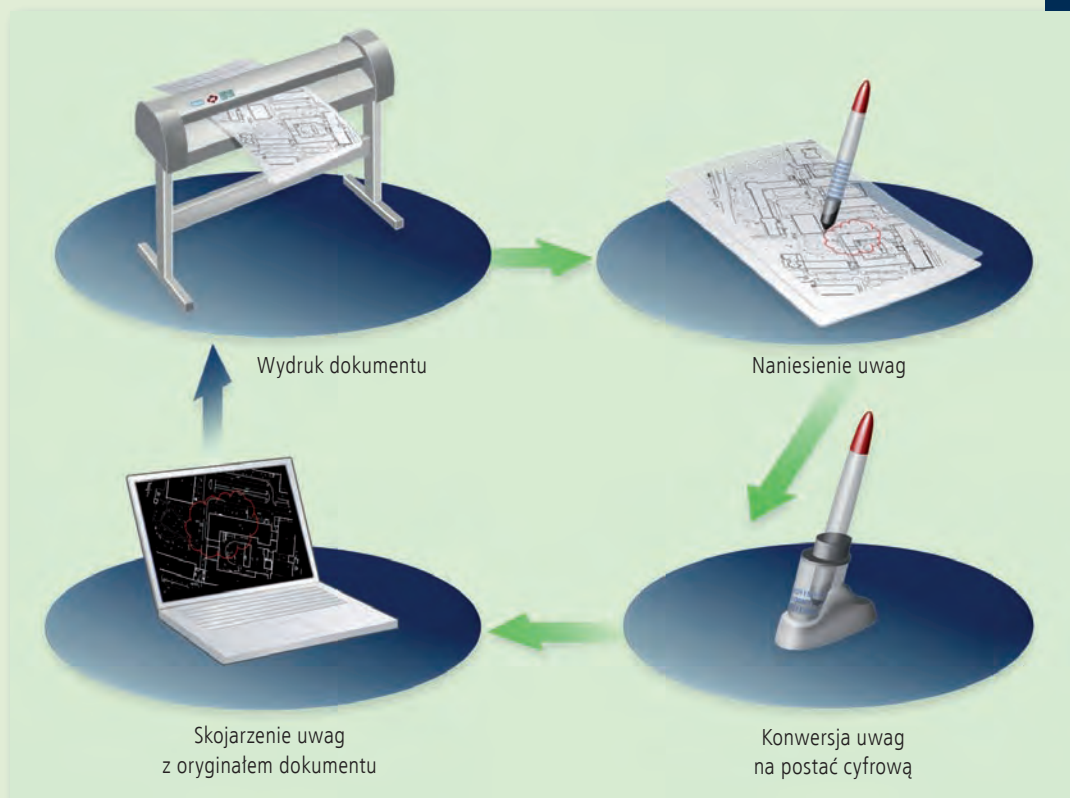 Wydruk dokumentu
Naniesienie uwag
Skojarzenie uwag
z oryginałem dokumentu
Konwersja uwag
na postać cyfrową